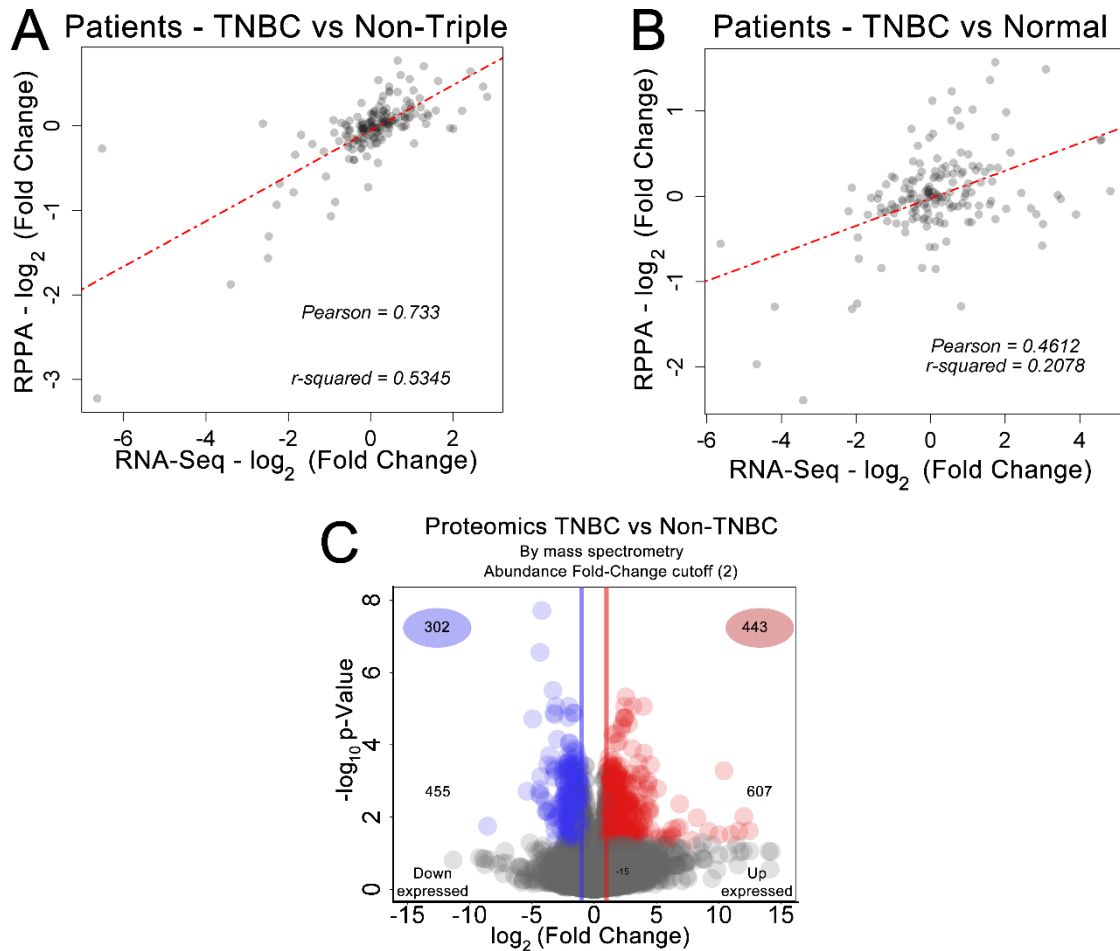 A
Patients - TNBC vs Non-Triple
RPPA - log2 (Fold Change)
0
-1
-2
-3
Pearson = 0.733
r-squared = 0.5345
-6
-4
-2
0
2
RNA-Seq - log2 (Fold Change)
B
Patients - TNBC vs Normal
RPPA - log2 (Fold Change)
1
0
-1
-2
Pearson = 0.4612
r-squared = 0.2078
-6
-4
-2
0
2
4
RNA-Seq - log2 (Fold Change)
C
Proteomics TNBC vs Non-TNBC
By mass spectrometry
Abundance Fold-Change cutoff (2)
-log10 p-Value
8
6
4
2
0
302
443
455
607
Down
expressed
-15
Up
expressed
-15
-10
-5
0
5
10
15
log2 (Fold Change)